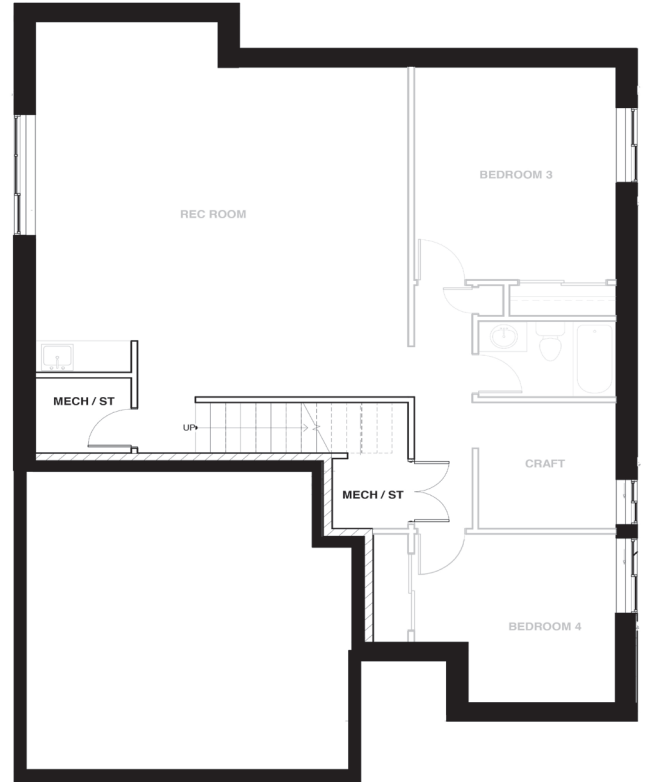 BEDROOM 3
REC ROOM
MECH / ST
UP
CRAFT
MECH / ST
BEDROOM 4